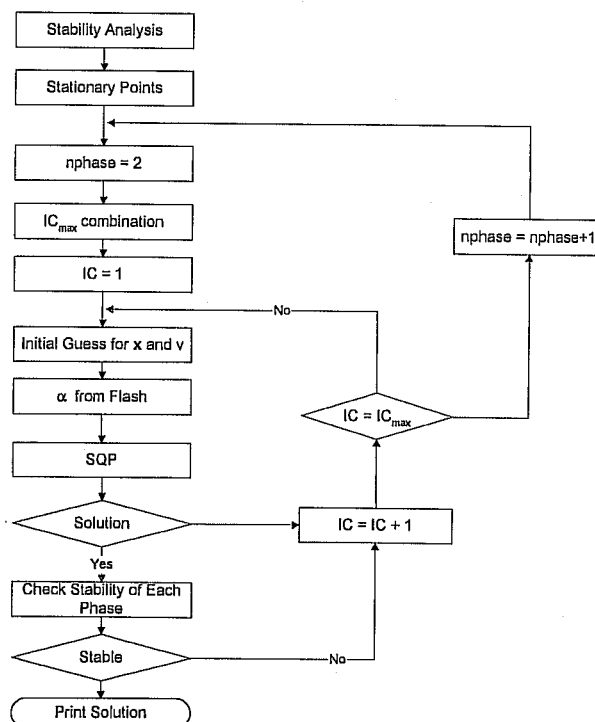 Stability Analysis
Stationary Points
nphase = 2
IC_max combination
IC = 1
Initial Guess for x and v
α from Flash
SQP
Solution
Yes
Check Stability of Each
Phase
Stable
No
Print Solution
IC = IC + 1
IC = IC_max
No
nphase = nphase+1